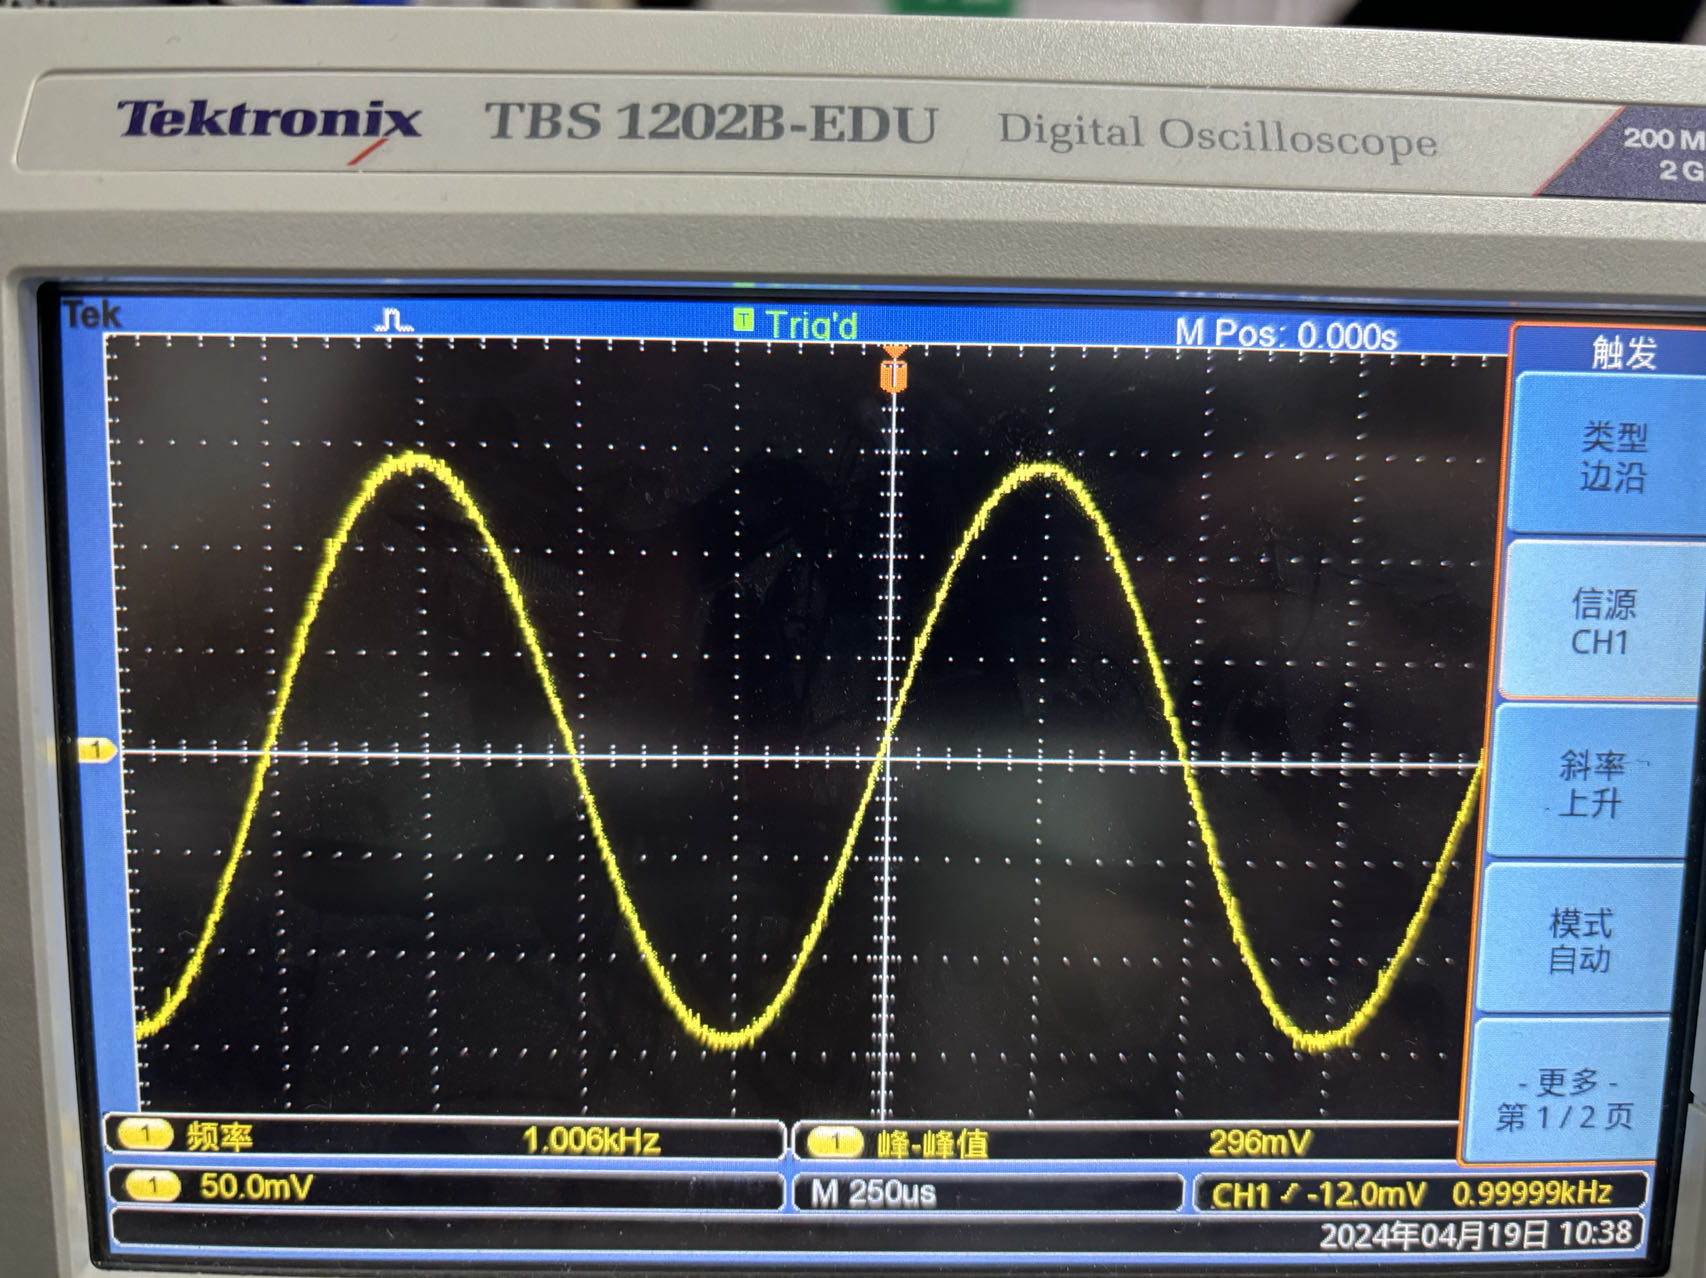 Tektronix TBS 1202B-EDU Digital Oscilloscope
200 M
2 G
Tek T Trig'd M Pos: 0.000s
T
触发
类型
边沿
信源
CH1
斜率
上升
模式
自动
- 更多 -
第 1 / 2 页
1
1 频率 1.006kHz
1 峰-峰值 296mV
1 50.0mV
M 250us
CH1 -12.0mV 0.99999kHz
2024年04月19日 10:38